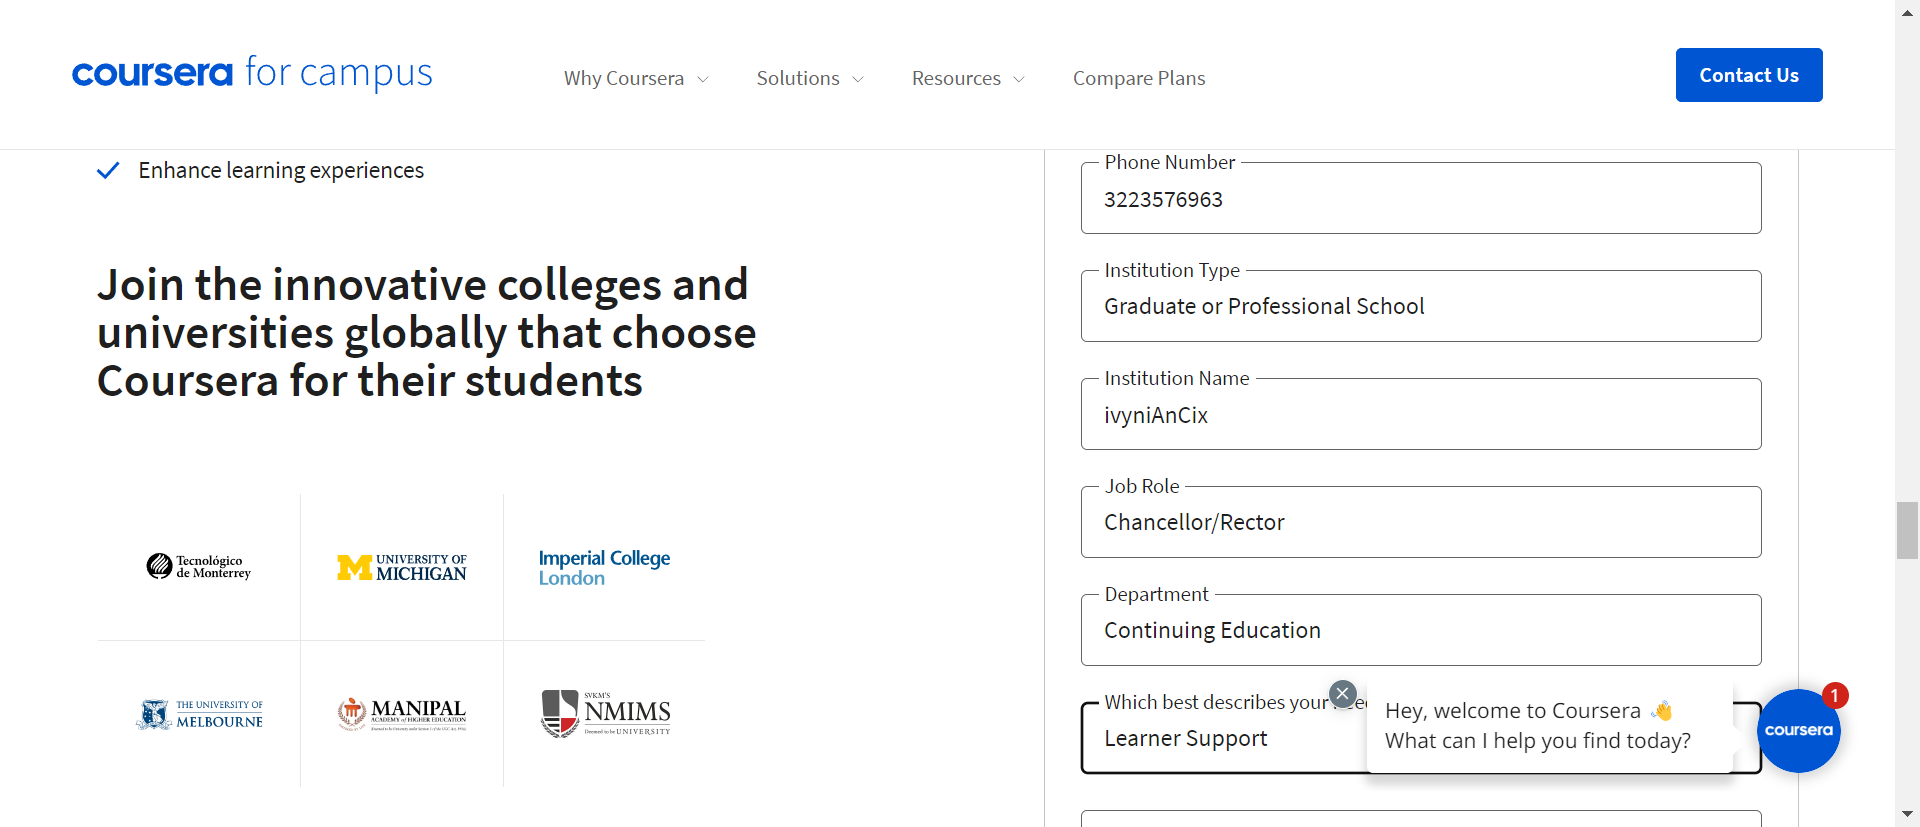 coursera for campus
Why Coursera
Solutions
Resources
Compare Plans
Contact Us
Enhance learning experiences
Join the innovative colleges and
universities globally that choose
Coursera for their students
Tecnológico
de Monterrey
UNIVERSITY OF
MICHIGAN
Imperial College
London
THE UNIVERSITY OF
MELBOURNE
MANIPAL
ACADEMY of HIGHER EDUCATION
SVKM'S
NMIMS
Deemed to be UNIVERSITY
Phone Number
3223576963
Institution Type
Graduate or Professional School
Institution Name
ivyniAnCix
Job Role
Chancellor/Rector
Department
Continuing Education
Which best describes your
Learner Support
Hey, welcome to Coursera 👋
What can I help you find today?
coursera
1